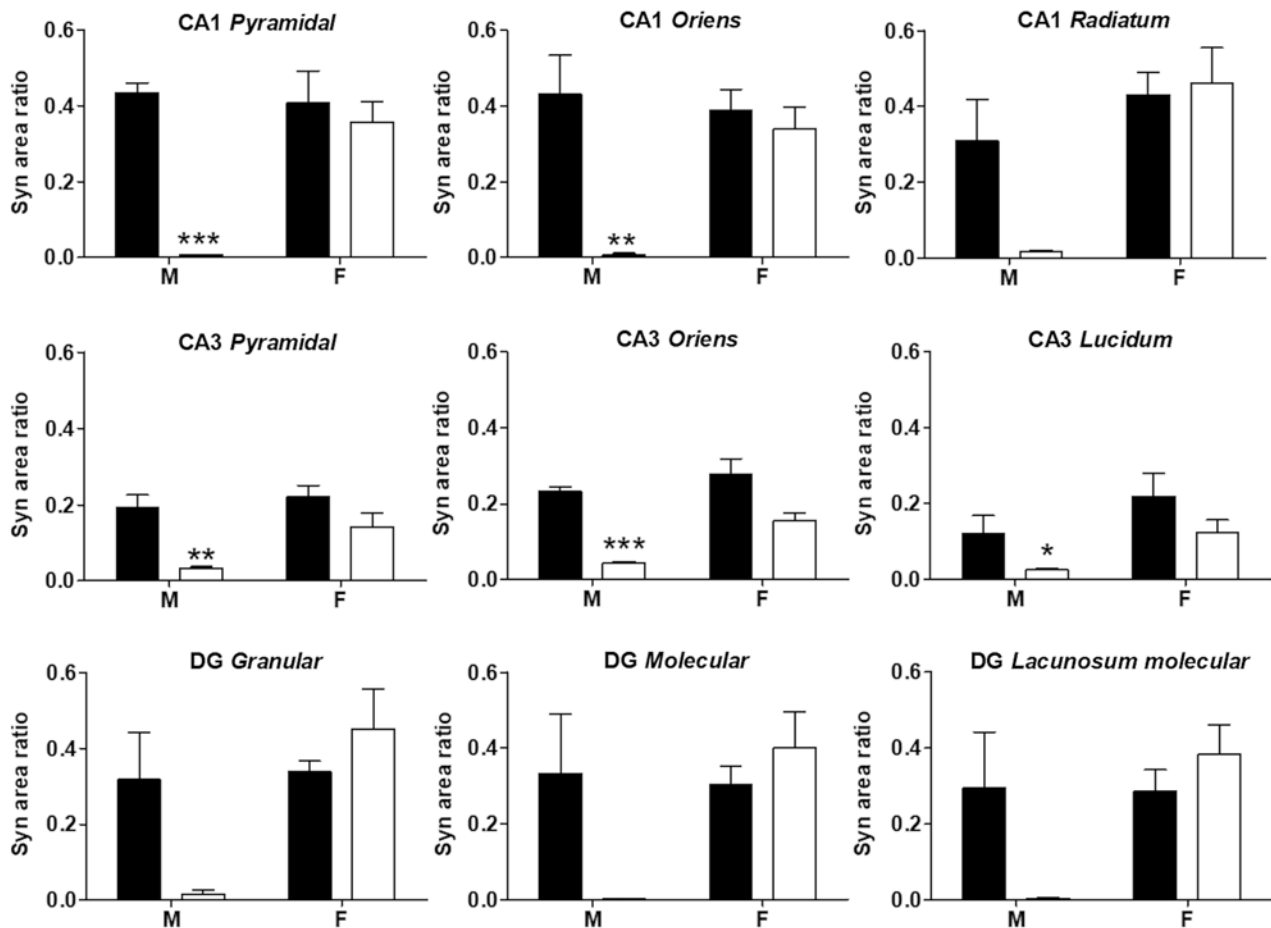 CA1 Pyramidal
Syn area ratio
0.6
0.4
0.2
0.0
***
M
F
CA1 Oriens
Syn area ratio
0.6
0.4
0.2
0.0
**
M
F
CA1 Radiatum
Syn area ratio
0.6
0.4
0.2
0.0
M
F
CA3 Pyramidal
Syn area ratio
0.6
0.4
0.2
0.0
**
M
F
CA3 Oriens
Syn area ratio
0.6
0.4
0.2
0.0
***
M
F
CA3 Lucidum
Syn area ratio
0.6
0.4
0.2
0.0
*
M
F
DG Granular
Syn area ratio
0.6
0.4
0.2
0.0
M
F
DG Molecular
Syn area ratio
0.6
0.4
0.2
0.0
M
F
DG Lacunosum molecular
Syn area ratio
0.6
0.4
0.2
0.0
M
F